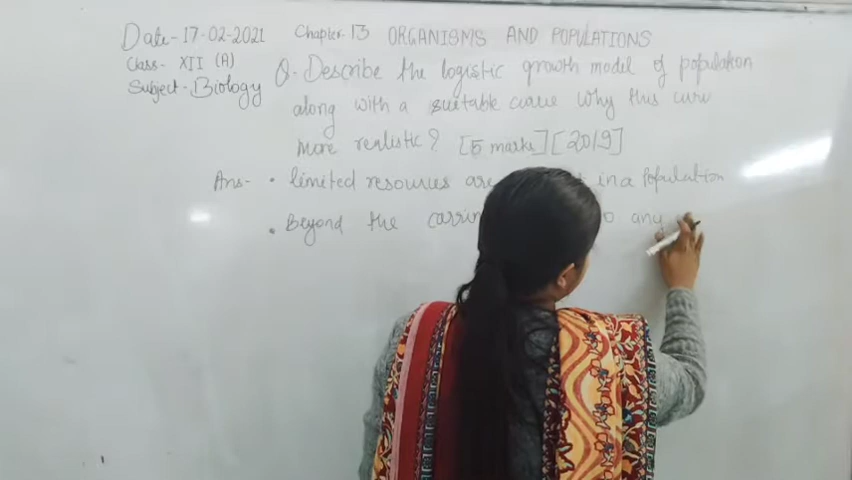 Date- 17-02-2021 Chapter- 13 ORGANISMS AND POPULATIONS
Class- XII (A)
Subject- Biology
Q. Describe the logistic growth model of population
along with a suitable curve why this curv
more realistic? [5 marks] [2019]
Ans- • limited resources are in a Population
• Beyond the any